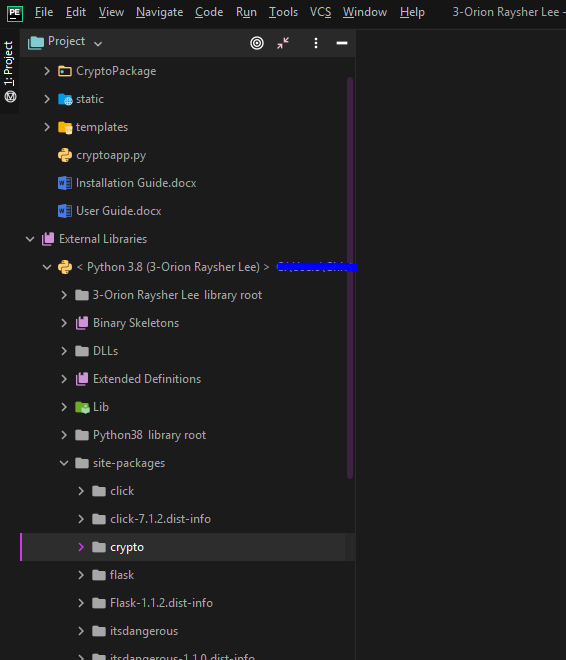 PE File Edit View Navigate Code Run Tools VCS Window Help 3-Orion Raysher Lee -
1: Project
Project
CryptoPackage
static
templates
cryptoapp.py
Installation Guide.docx
User Guide.docx
External Libraries
< Python 3.8 (3-Orion Raysher Lee) >
3-Orion Raysher Lee library root
Binary Skeletons
DLLs
Extended Definitions
Lib
Python38 library root
site-packages
click
click-7.1.2.dist-info
crypto
flask
Flask-1.1.2.dist-info
itsdangerous
itsdangerous-1.1.0.dist-info